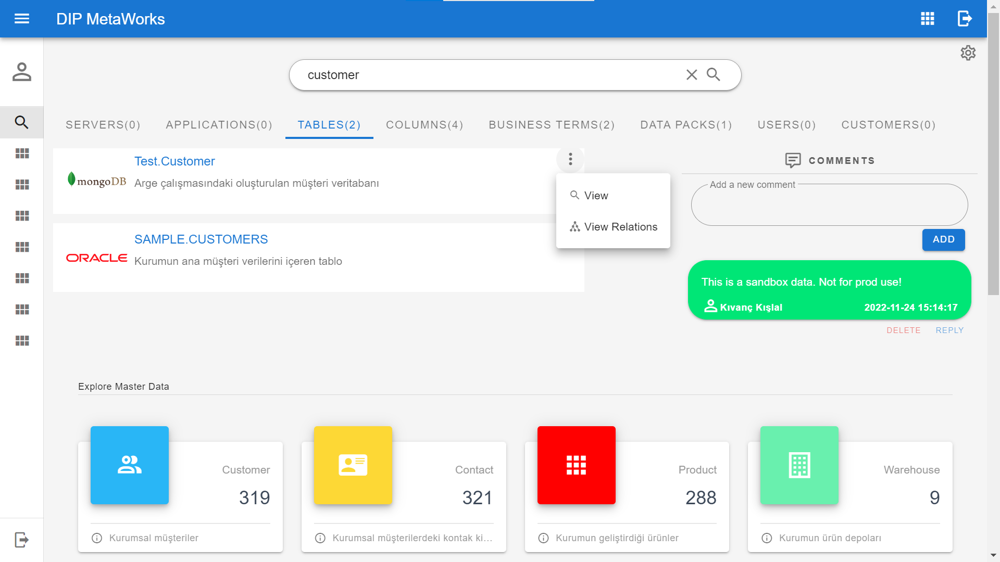 DIP MetaWorks
customer
SERVERS(0) APPLICATIONS(0) TABLES(2) COLUMNS(4) BUSINESS TERMS(2) DATA PACKS(1) USERS(0) CUSTOMERS(0)
Test.Customer
mongoDB
Arge çalışmasındaki oluşturulan müşteri veritabanı
View
View Relations
SAMPLE.CUSTOMERS
ORACLE
Kurumun ana müşteri verilerini içeren tablo
COMMENTS
Add a new comment
ADD
This is a sandbox data. Not for prod use!
Kıvanç Kışlal 2022-11-24 15:14:17
DELETE REPLY
Explore Master Data
Customer
319
Kurumsal müşteriler
Contact
321
Kurumsal müşterilerdeki kontak ki...
Product
288
Kurumun geliştirdiği ürünler
Warehouse
9
Kurumun ürün depoları